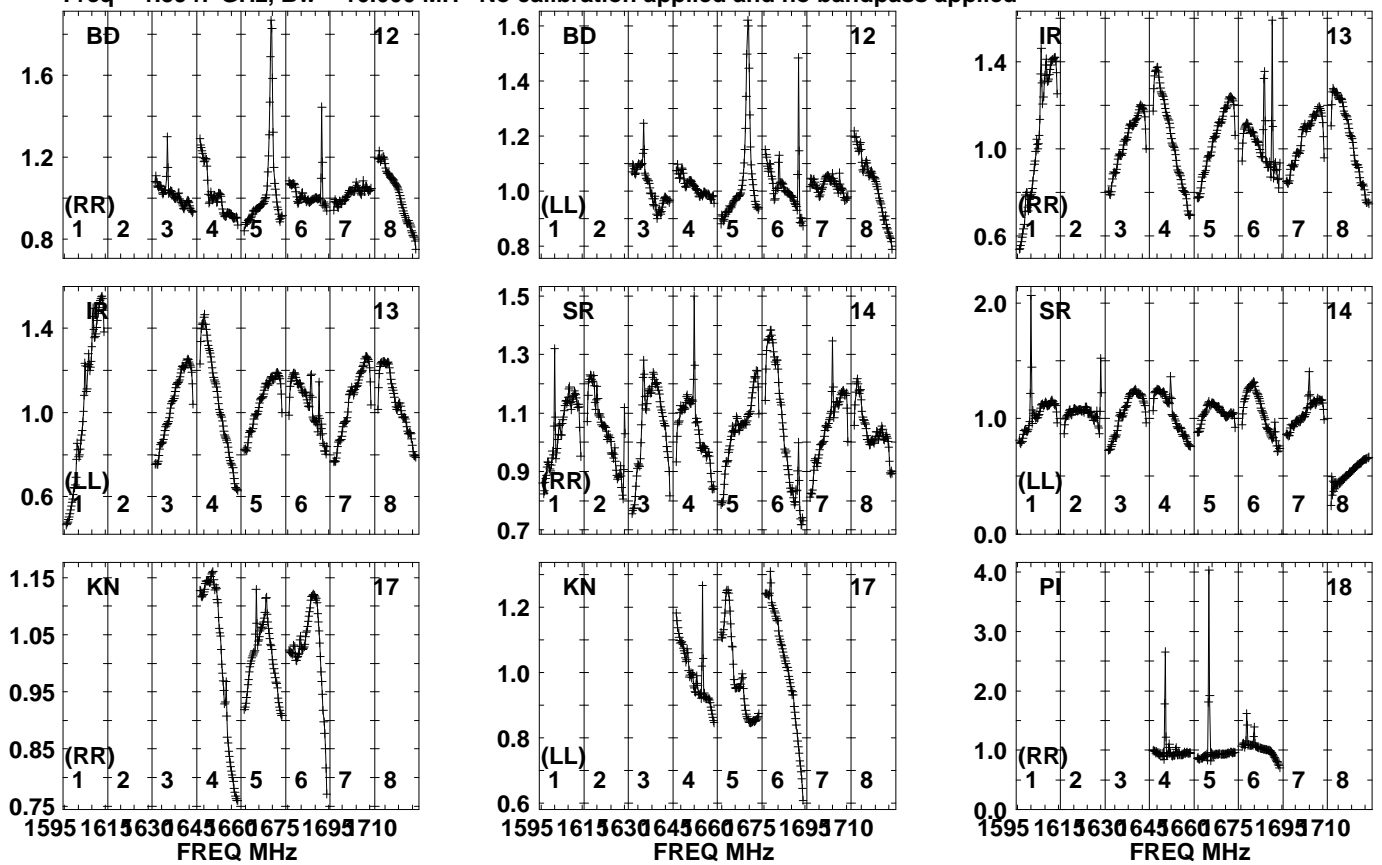 BD 12
1.6
1.2
0.8
(RR)
1 2 3 4 5 6 7 8
BD 12
1.6
1.4
1.2
1.0
0.8
(LL)
1 2 3 4 5 6 7 8
IR 13
1.4
1.0
0.6
(RR)
1 2 3 4 5 6 7 8
IR 13
1.4
1.0
0.6
(LL)
1 2 3 4 5 6 7 8
SR 14
1.5
1.3
1.1
0.9
0.7
(RR)
1 2 3 4 5 6 7 8
SR 14
2.0
1.0
0.0
(LL)
1 2 3 4 5 6 7 8
KN 17
1.15
1.05
0.95
0.85
0.75
(RR)
1 2 3 4 5 6 7 8
1595 1615 1630 1645 1660 1675 1695 1710
FREQ MHz
KN 17
1.2
1.0
0.8
0.6
(LL)
1 2 3 4 5 6 7 8
1595 1615 1630 1645 1660 1675 1695 1710
FREQ MHz
PI 18
4.0
3.0
2.0
1.0
0.0
(RR)
1 2 3 4 5 6 7 8
1595 1615 1630 1645 1660 1675 1695 1710
FREQ MHz